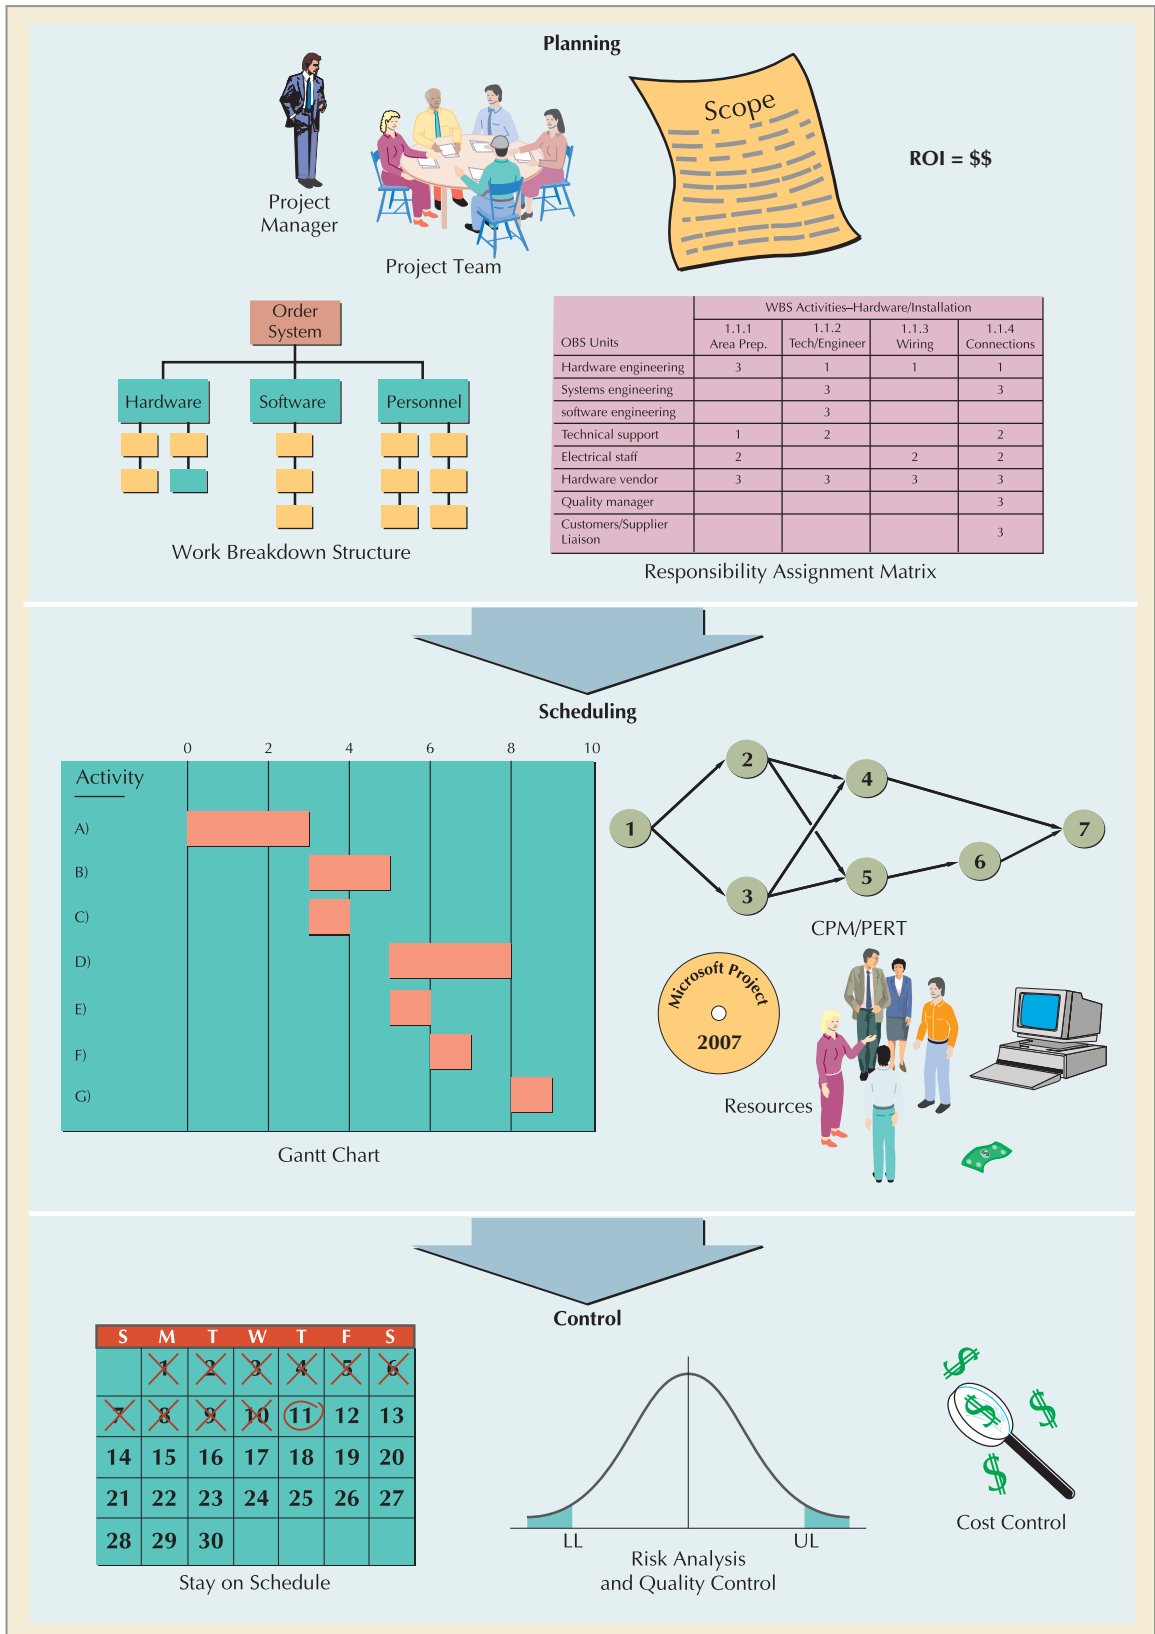 Planning
Project
Manager
Project Team
Scope
ROI = $$
Order
System
Hardware Software Personnel
Work Breakdown Structure
WBS Activities–Hardware/Installation
OBS Units 1.1.1 Area Prep. 1.1.2 Tech/Engineer 1.1.3 Wiring 1.1.4 Connections
Hardware engineering 3 1 1 1
Systems engineering 3 3
software engineering 3
Technical support 1 2 2
Electrical staff 2 2 2
Hardware vendor 3 3 3 3
Quality manager 3
Customers/Supplier
Liaison 3
Responsibility Assignment Matrix
Scheduling
0 2 4 6 8 10
Activity
A)
B)
C)
D)
E)
F)
G)
Gantt Chart
1
2
3
4
5
6
7
CPM/PERT
Microsoft Project
2007
Resources
$
Control
S M T W T F S
1 2 3 4 5 6
7 8 9 10 11 12 13
14 15 16 17 18 19 20
21 22 23 24 25 26 27
28 29 30
Stay on Schedule
LL UL
Risk Analysis
and Quality Control
$
$
$
$
Cost Control